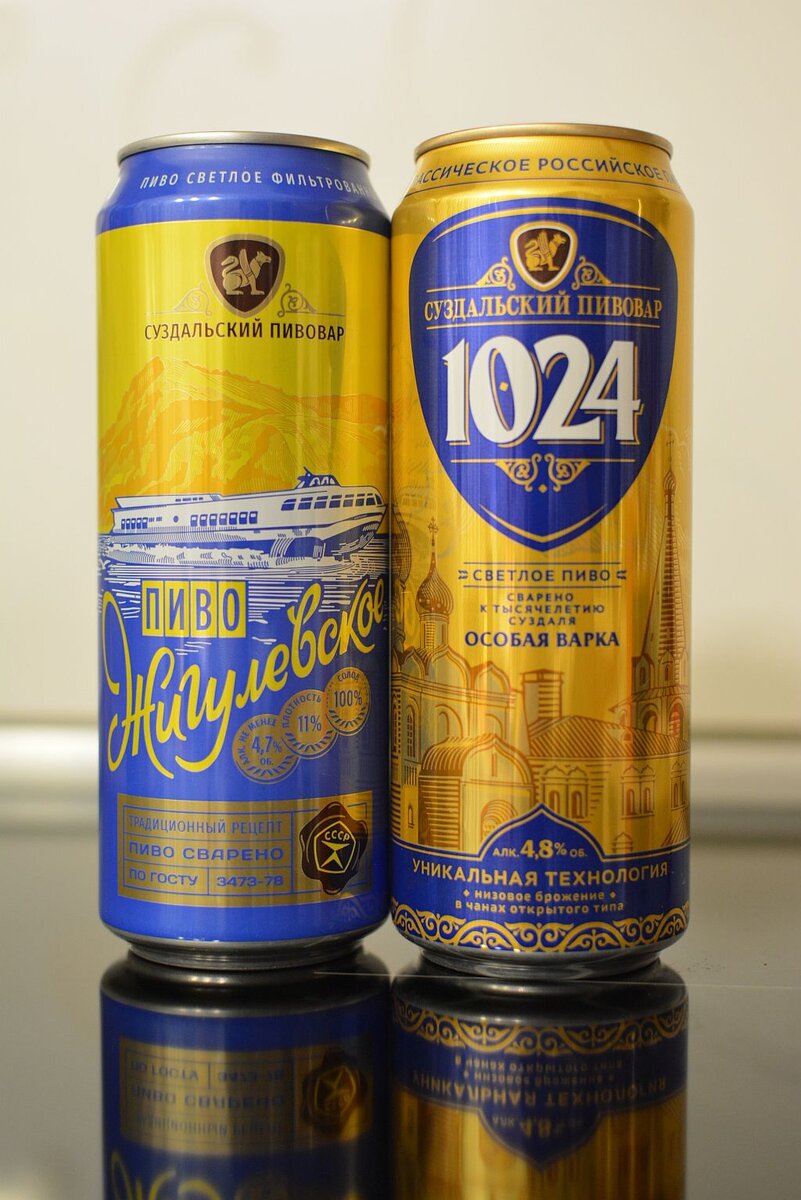 ПИВО СВЕТЛОЕ
СУЗДАЛЬСКИЙ ПИВОВАР
ПИВО
Жигулевское
АЛК. НЕ МЕНЕЕ
4,7%
ОБ.
ПЛОТНОСТЬ
11%
СОЛОД
100%
ТРАДИЦИОННЫЙ РЕЦЕПТ
ПИВО СВАРЕНО
ПО ГОСТУ 3473-78
СССР
РОССИЙСКОЕ
СУЗДАЛЬСКИЙ ПИВОВАР
1024
СВЕТЛОЕ ПИВО
СВАРЕНО
К ТЫСЯЧЕЛЕТИЮ
СУЗДАЛЯ
ОСОБАЯ ВАРКА
АЛК. 4,8% ОБ.
УНИКАЛЬНАЯ ТЕХНОЛОГИЯ
низовое брожение
в чанах открытого типа